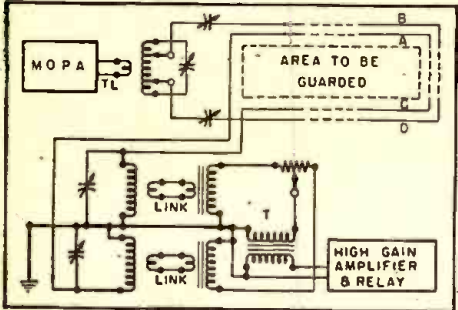 MOPA
TL
B
A
AREA TO BE
GUARDED
C
D
LINK
T
LINK
HIGH GAIN
AMPLIFIER
& RELAY